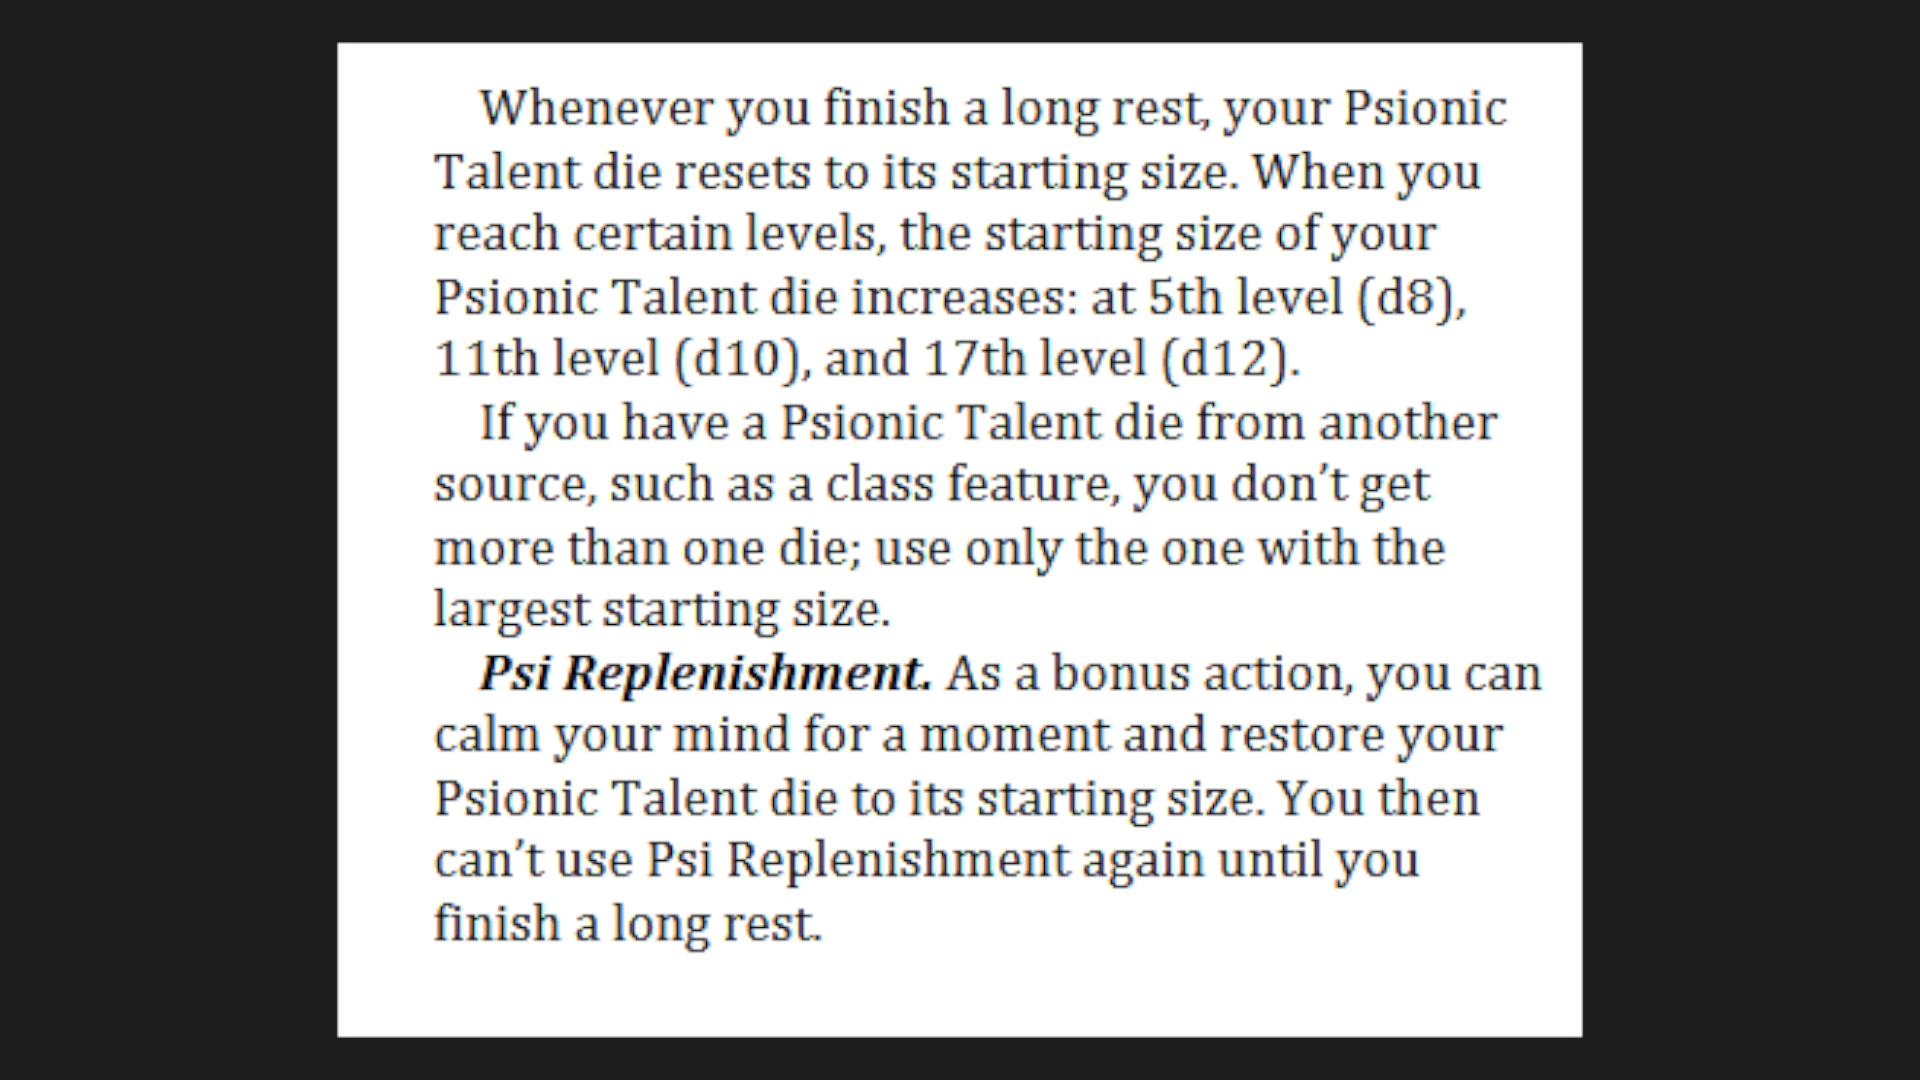 Whenever you finish a long rest, your Psionic
Talent die resets to its starting size. When you
reach certain levels, the starting size of your
Psionic Talent die increases: at 5th level (d8),
11th level (d10), and 17th level (d12).
If you have a Psionic Talent die from another
source, such as a class feature, you don’t get
more than one die; use only the one with the
largest starting size.
Psi Replenishment. As a bonus action, you can
calm your mind for a moment and restore your
Psionic Talent die to its starting size. You then
can’t use Psi Replenishment again until you
finish a long rest.